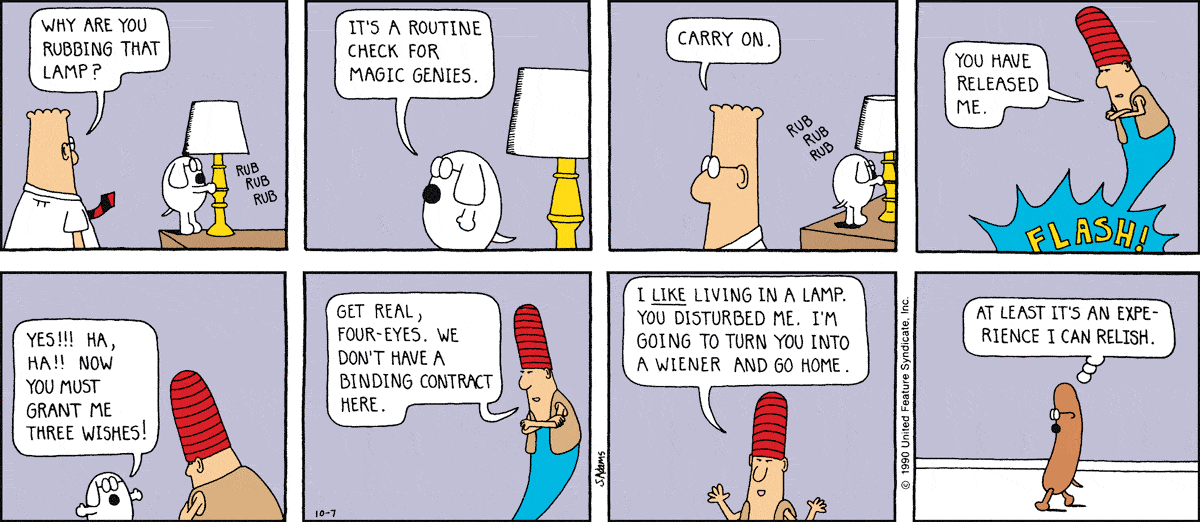 WHY ARE YOU
RUBBING THAT
LAMP?
RUB
RUB
RUB
IT'S A ROUTINE
CHECK FOR
MAGIC GENIES.
CARRY ON.
RUB
RUB
RUB
YOU HAVE
RELEASED
ME.
FLASH!
YES!!! HA,
HA!! NOW
YOU MUST
GRANT ME
THREE WISHES!
GET REAL,
FOUR-EYES. WE
DON'T HAVE A
BINDING CONTRACT
HERE.
10-7
S.Adams
I LIKE LIVING IN A LAMP.
YOU DISTURBED ME. I'M
GOING TO TURN YOU INTO
A WIENER AND GO HOME.
© 1990 United Feature Syndicate, Inc.
AT LEAST IT'S AN EXPE-
RIENCE I CAN RELISH.